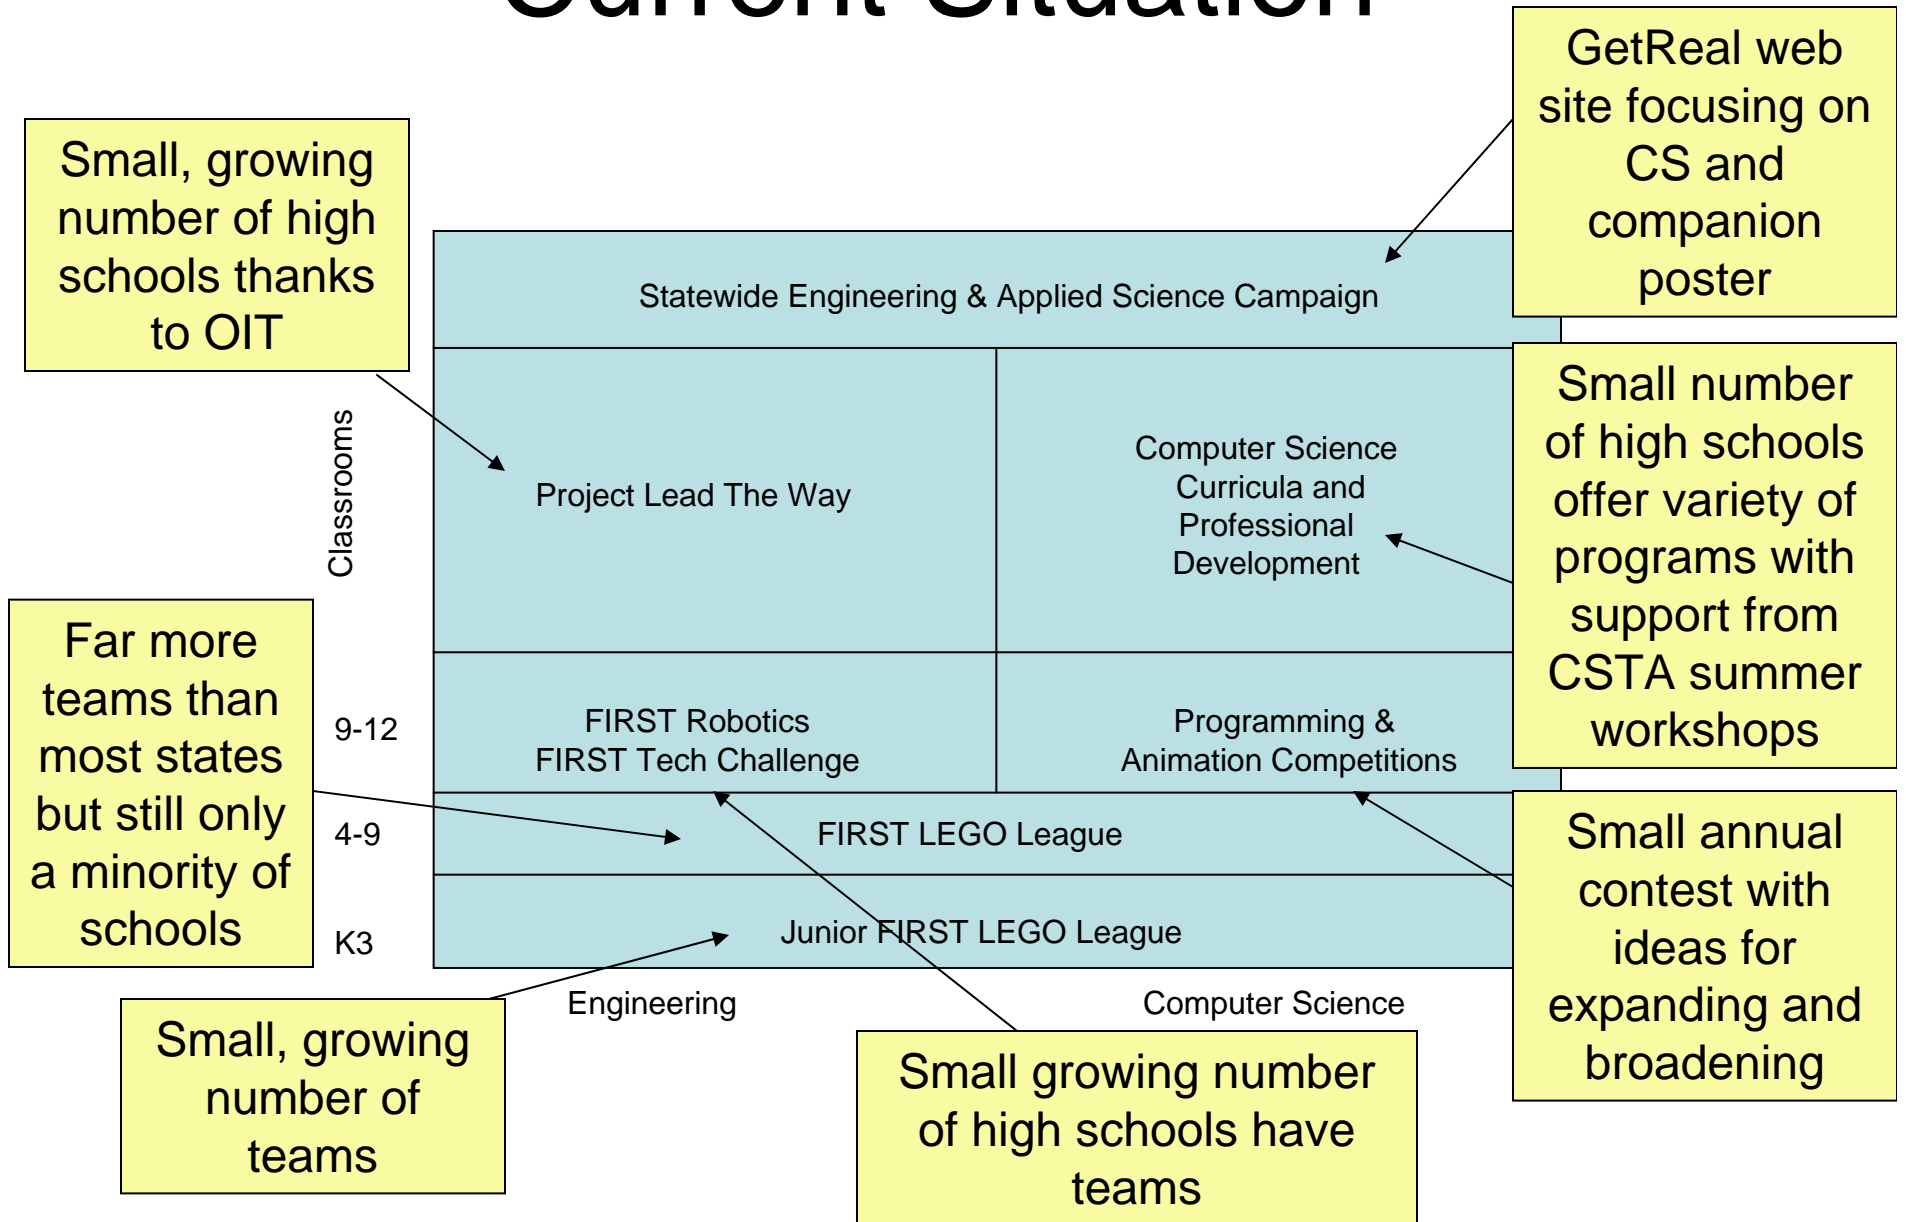 Current Situation
GetReal web
site focusing on
CS and
companion
poster
Small, growing
number of high
schools thanks
to OIT
Statewide Engineering & Applied Science Campaign
Classrooms
Project Lead The Way
Computer Science
Curricula and
Professional
Development
Small number
of high schools
offer variety of
programs with
support from
CSTA summer
workshops
Far more
teams than
most states
but still only
a minority of
schools
9-12
FIRST Robotics
FIRST Tech Challenge
Programming &
Animation Competitions
4-9
FIRST LEGO League
Small annual
contest with
ideas for
expanding and
broadening
K3
Junior FIRST LEGO League
Engineering
Computer Science
Small, growing
number of
teams
Small growing number
of high schools have
teams